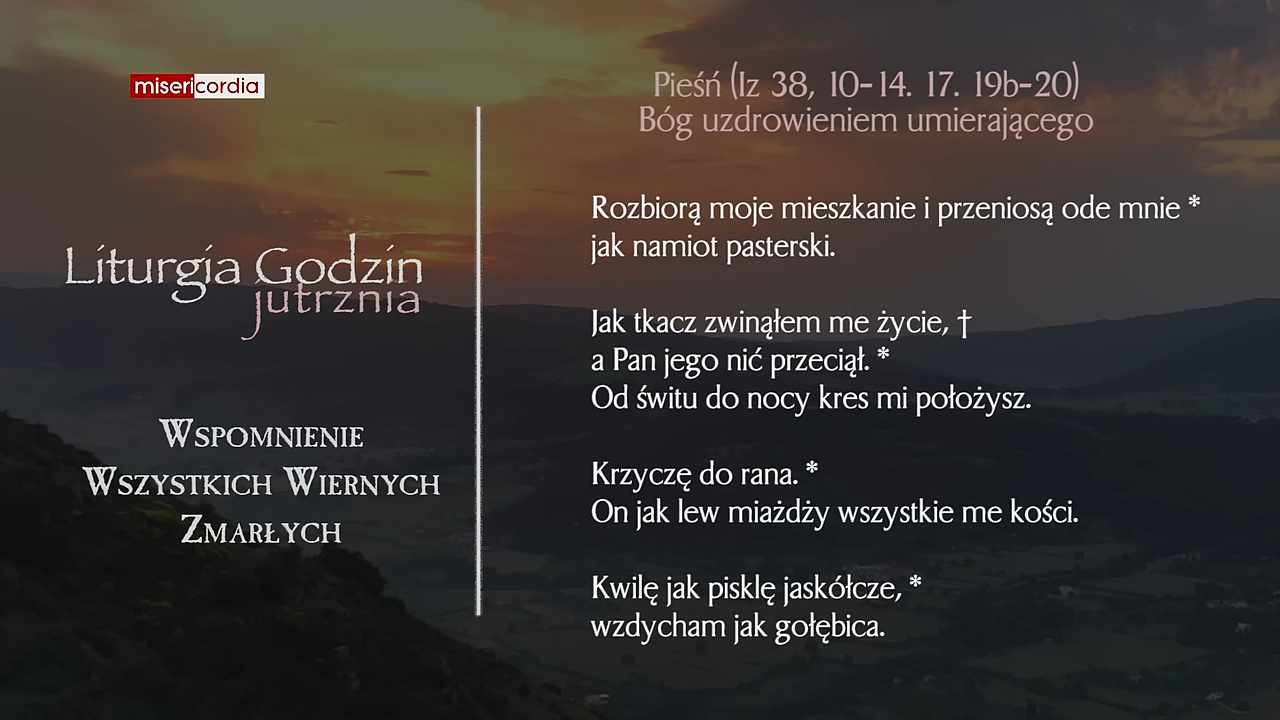 misericordia
Liturgia Godzin
jutrznia
Wspomnienie
Wszystkich Wiernych
Zmarłych
Pieśń (Iz 38, 10-14. 17. 19b-20)
Bóg uzdrowieniem umierającego
Rozbiorą moje mieszkanie i przeniosą ode mnie *
jak namiot pasterski.
Jak tkacz zwinąłem me życie, †
a Pan jego nić przeciął. *
Od świtu do nocy kres mi położysz.
Krzyczę do rana. *
On jak lew miażdży wszystkie me kości.
Kwilę jak pisklę jaskółcze, *
wzdycham jak gołębica.